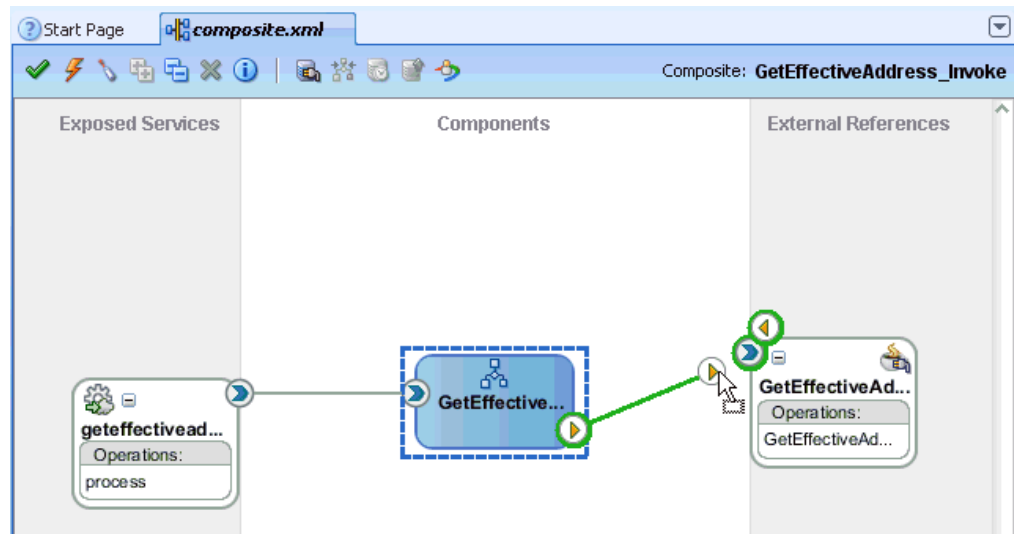 Start Page composite.xml
Composite: GetEffectiveAddress_Invoke
Exposed Services Components External References
GetEffective...
GetEffectiveAd...
Operations:
GetEffectiveAd...
geteffectivead...
Operations:
process